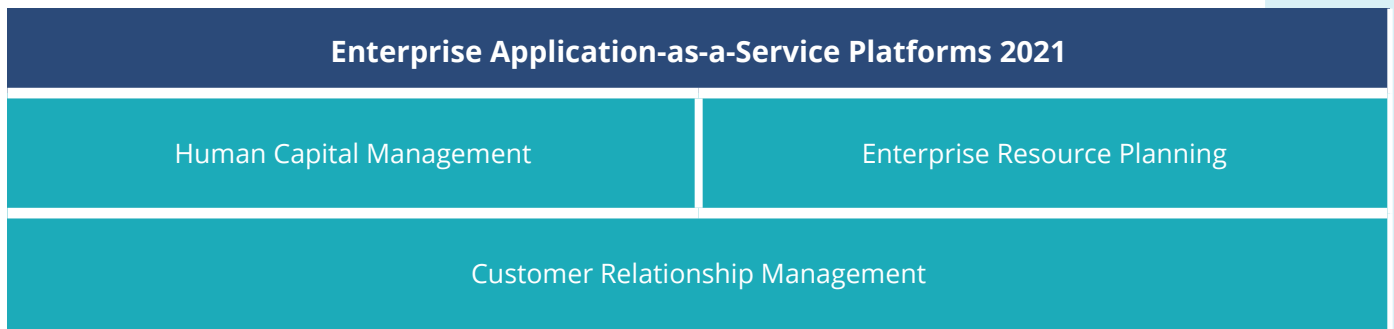 Enterprise Application-as-a-Service Platforms 2021
Human Capital Management
Enterprise Resource Planning
Customer Relationship Management